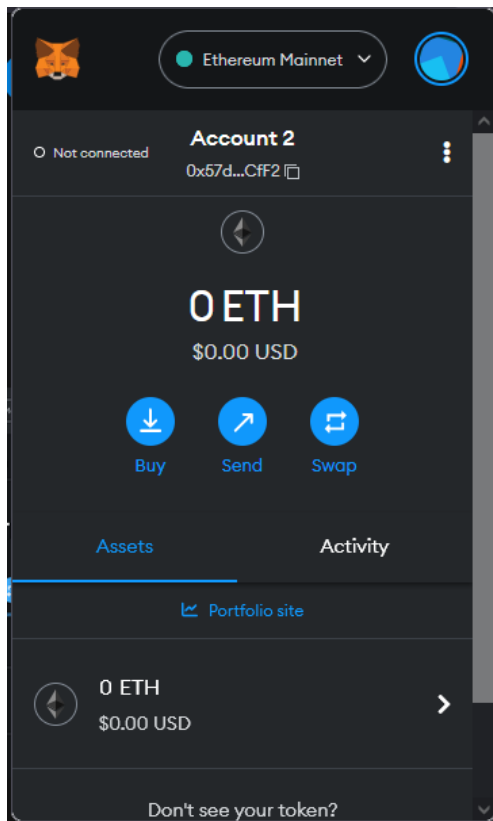 Ethereum Mainnet
Not connected
Account 2
0x57d...CfF2
0 ETH
$0.00 USD
Buy Send Swap
Assets Activity
Portfolio site
0 ETH
$0.00 USD
Don't see your token?